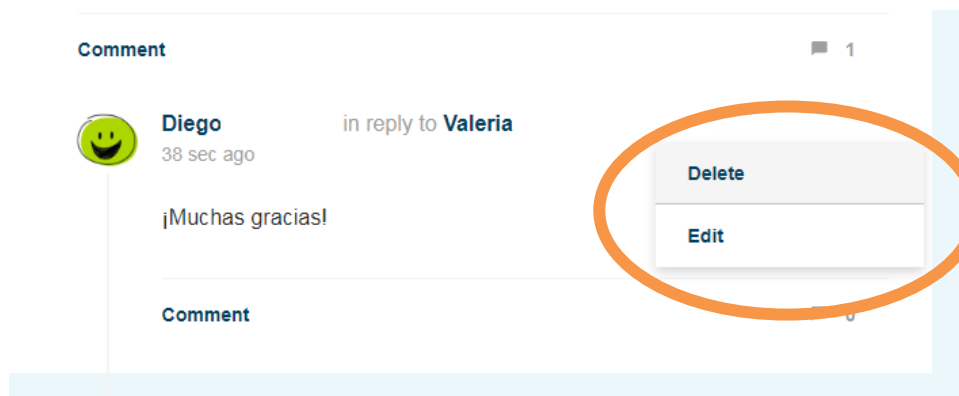 Comment 1
Diego in reply to Valeria
38 sec ago
Delete
¡Muchas gracias!
Edit
Comment 0